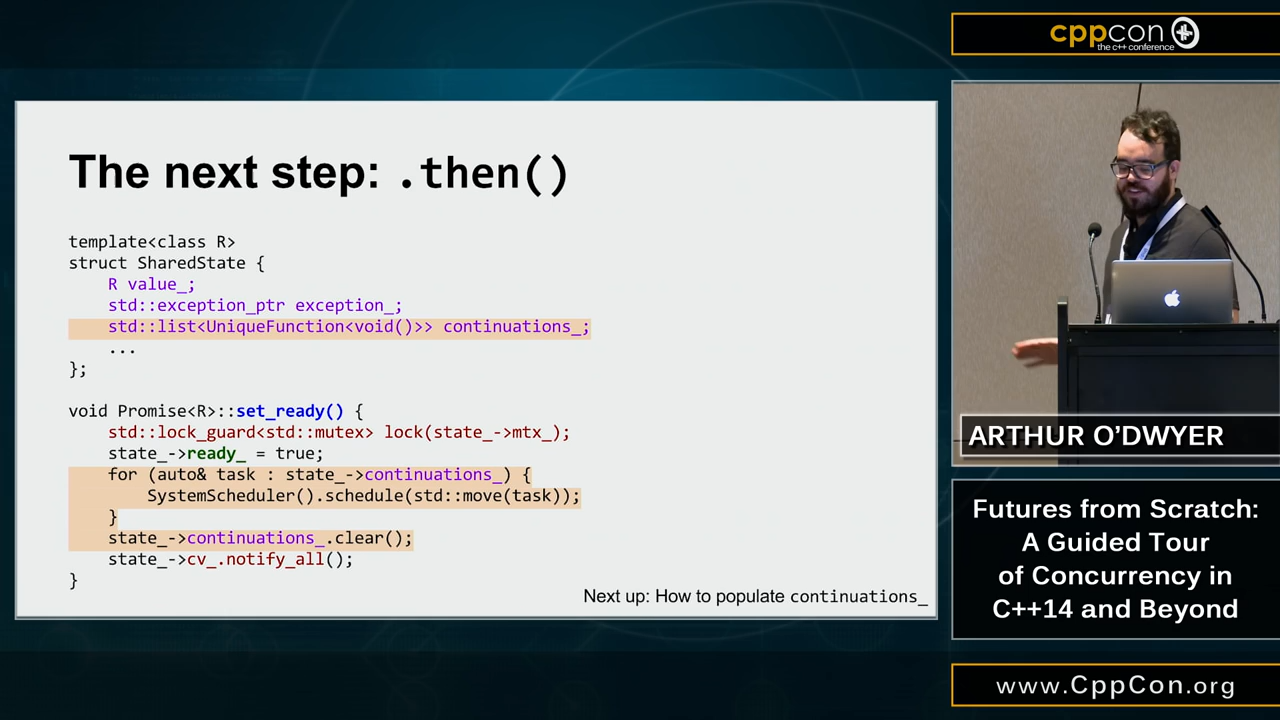 The next step: .then()
template<class R>
struct SharedState {
    R value_;
    std::exception_ptr exception_;
    std::list<UniqueFunction<void()>> continuations_;
    ...
};
void Promise<R>::set_ready() {
    std::lock_guard<std::mutex> lock(state_->mtx_);
    state_->ready_ = true;
    for (auto& task : state_->continuations_) {
        SystemScheduler().schedule(std::move(task));
    }
    state_->continuations_.clear();
    state_->cv_.notify_all();
}
Next up: How to populate continuations_
cppcon
the c++ conference
ARTHUR O'DWYER
Futures from Scratch:
A Guided Tour
of Concurrency in
C++14 and Beyond
www.CppCon.org